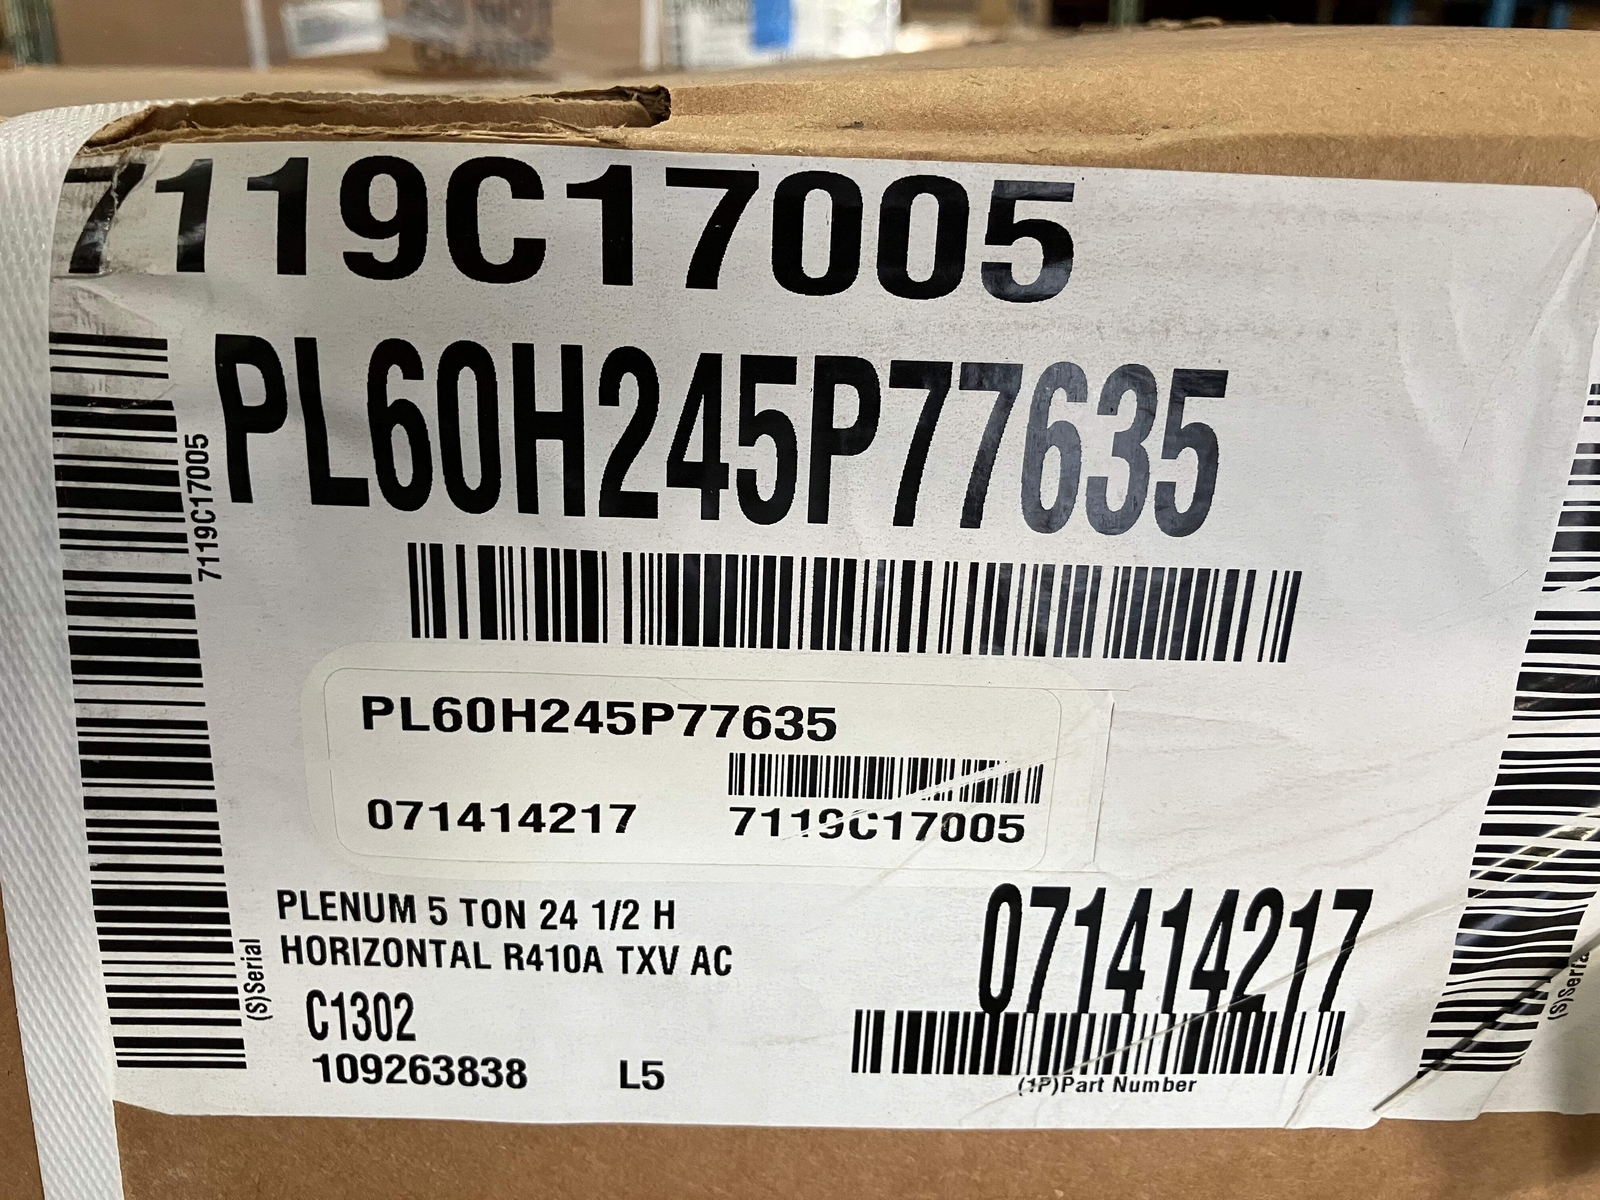 7119C17005
PL60H245P77635
7119C17005
PL60H245P77635
071414217
7119C17005
PLENUM 5 TON 24 1/2 H
HORIZONTAL R410A TXV AC
C1302
109263838 L5
071414217
(1P)Part Number
(S)Serial
(S)Seria